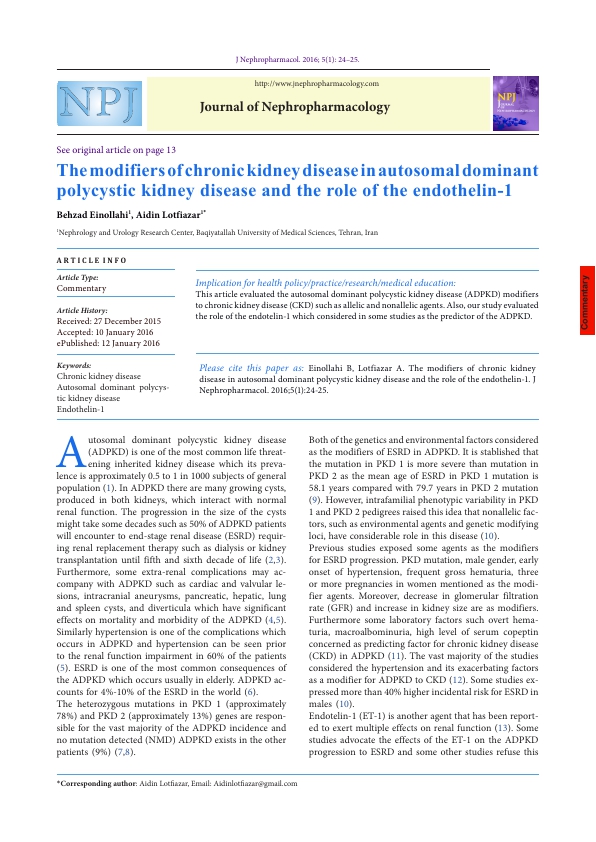 J Nephropharmacol. 2016; 5(1): 24–25.
NPJ
http://www.jnephropharmacology.com
Journal of Nephropharmacology
NPJ
See original article on page 13
The modifiers of chronic kidney disease in autosomal dominant
polycystic kidney disease and the role of the endothelin-1
Behzad Einollahi1, Aidin Lotfiazar1*
1Nephrology and Urology Research Center, Baqiyatallah University of Medical Sciences, Tehran, Iran
Commentary
ARTICLE INFO
Article Type:
Commentary
Article History:
Received: 27 December 2015
Accepted: 10 January 2016
ePublished: 12 January 2016
Keywords:
Chronic kidney disease
Autosomal dominant polycys-
tic kidney disease
Endothelin-1
Implication for health policy/practice/research/medical education:
This article evaluated the autosomal dominant polycystic kidney disease (ADPKD) modifiers
to chronic kidney disease (CKD) such as allelic and nonallelic agents. Also, our study evaluated
the role of the endothelin-1 which considered in some studies as the predictor of the ADPKD.
Please cite this paper as: Einollahi B, Lotfiazar A. The modifiers of chronic kidney
disease in autosomal dominant polycystic kidney disease and the role of the endothelin-1. J
Nephropharmacol. 2016;5(1):24-25.
Autosomal dominant polycystic kidney disease
(ADPKD) is one of the most common life threat-
ening inherited kidney disease which its preva-
lence is approximately 0.5 to 1 in 1000 subjects of general
population (1). In ADPKD there are many growing cysts,
produced in both kidneys, which interact with normal
renal function. The progression in the size of the cysts
might take some decades such as 50% of ADPKD patients
will encounter to end-stage renal disease (ESRD) requir-
ing renal replacement therapy such as dialysis or kidney
transplantation until fifth and sixth decade of life (2,3).
Furthermore, some extra-renal complications may ac-
company with ADPKD such as cardiac and valvular le-
sions, intracranial aneurysms, pancreatic, hepatic, lung
and spleen cysts, and diverticula which have significant
effects on mortality and morbidity of the ADPKD (4,5).
Similarly hypertension is one of the complications which
occurs in ADPKD and hypertension can be seen prior
to the renal function impairment in 60% of the patients
(5). ESRD is one of the most common consequences of
the ADPKD which occurs usually in elderly. ADPKD ac-
counts for 4%-10% of the ESRD in the world (6).
The heterozygous mutations in PKD 1 (approximately
78%) and PKD 2 (approximately 13%) genes are respon-
sible for the vast majority of the ADPKD incidence and
no mutation detected (NMD) ADPKD exists in the other
patients (9%) (7,8).
Both of the genetics and environmental factors considered
as the modifiers of ESRD in ADPKD. It is stablished that
the mutation in PKD 1 is more severe than mutation in
PKD 2 as the mean age of ESRD in PKD 1 mutation is
58.1 years compared with 79.7 years in PKD 2 mutation
(9). However, intrafamilial phenotypic variability in PKD
1 and PKD 2 pedigrees raised this idea that nonallelic fac-
tors, such as environmental agents and genetic modifying
loci, have considerable role in this disease (10).
Previous studies exposed some agents as the modifiers
for ESRD progression. PKD mutation, male gender, early
onset of hypertension, frequent gross hematuria, three
or more pregnancies in women mentioned as the modi-
fier agents. Moreover, decrease in glomerular filtration
rate (GFR) and increase in kidney size are as modifiers.
Furthermore some laboratory factors such overt hema-
turia, macroalbominuria, high level of serum copeptin
concerned as predicting factor for chronic kidney disease
(CKD) in ADPKD (11). The vast majority of the studies
considered the hypertension and its exacerbating factors
as a modifier for ADPKD to CKD (12). Some studies ex-
pressed more than 40% higher incidental risk for ESRD in
males (10).
Endotelin-1 (ET-1) is another agent that has been report-
ed to exert multiple effects on renal function (13). Some
studies advocate the effects of the ET-1 on the ADPKD
progression to ESRD and some other studies refuse this
*Corresponding author: Aidin Lotfiazar, Email: Aidinlotfiazar@gmail.com